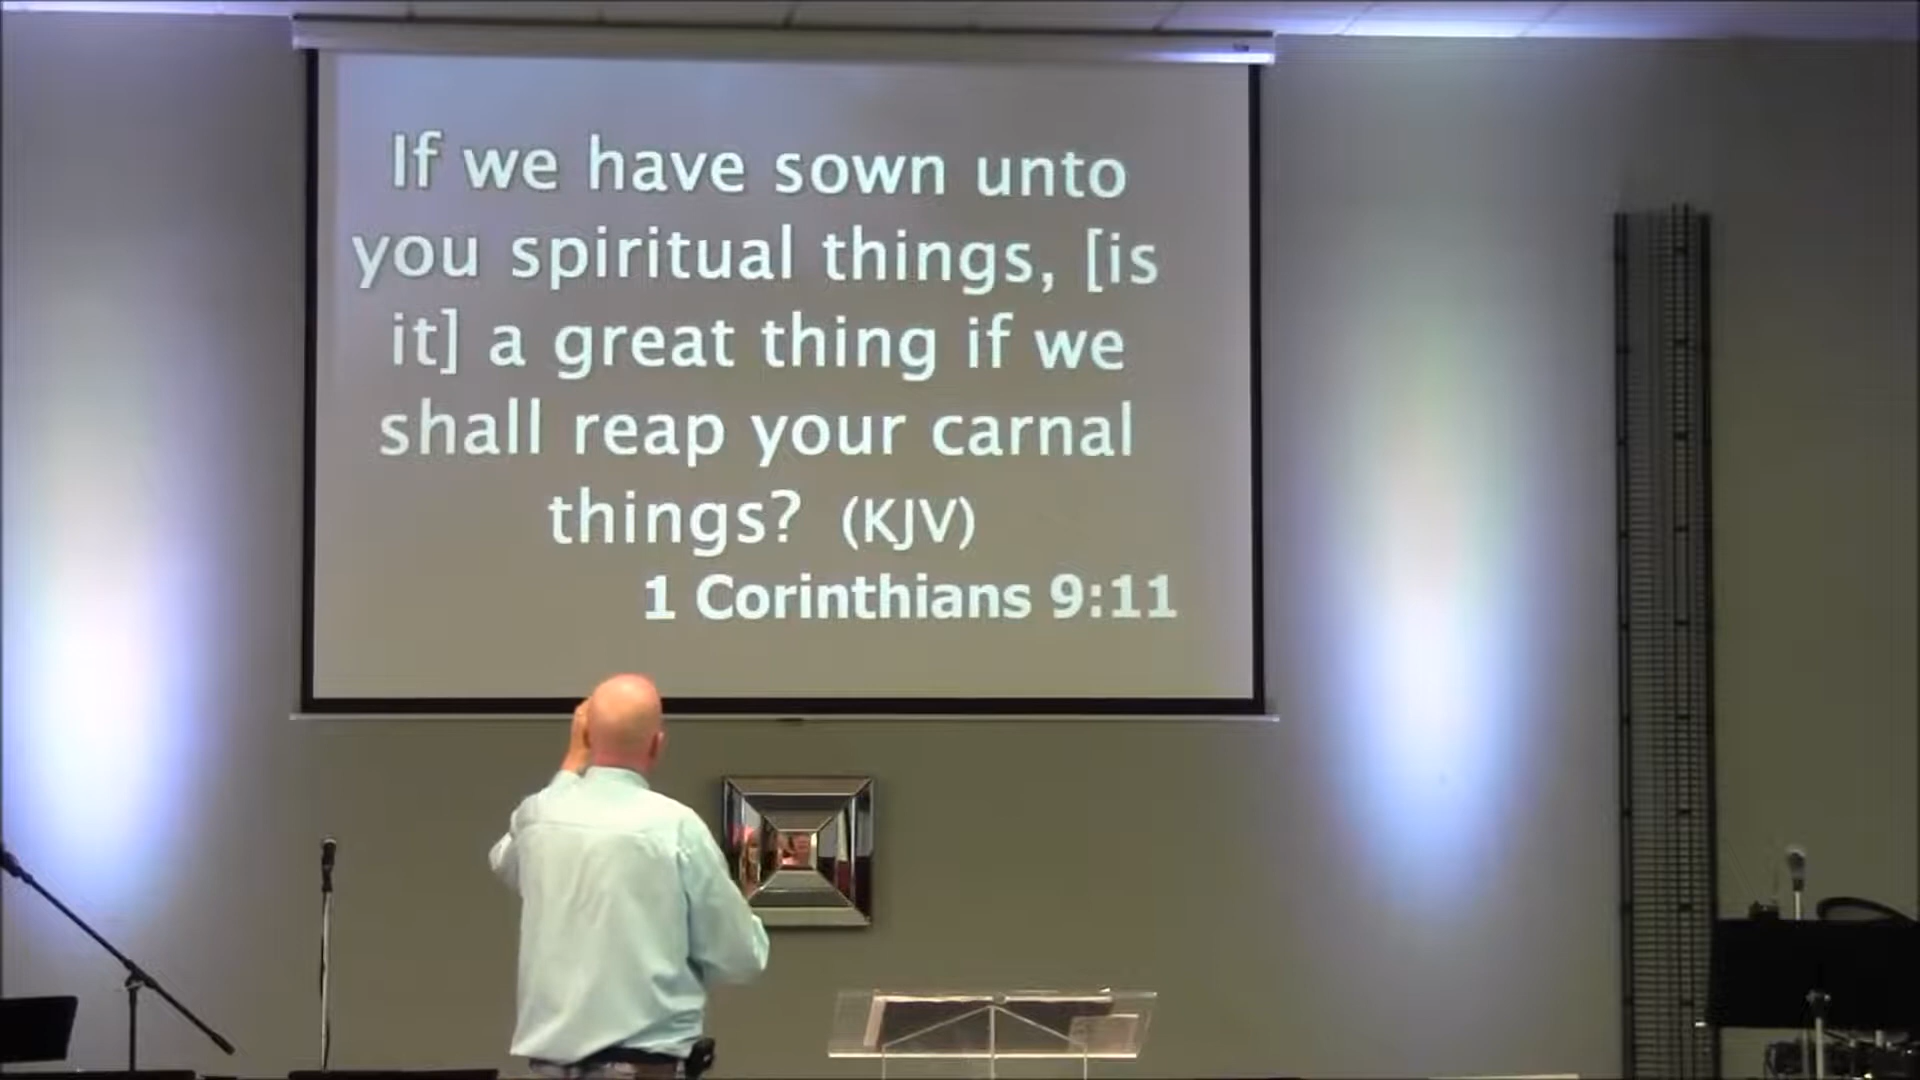 If we have sown unto
you spiritual things, [is
it] a great thing if we
shall reap your carnal
things? (KJV)
1 Corinthians 9:11